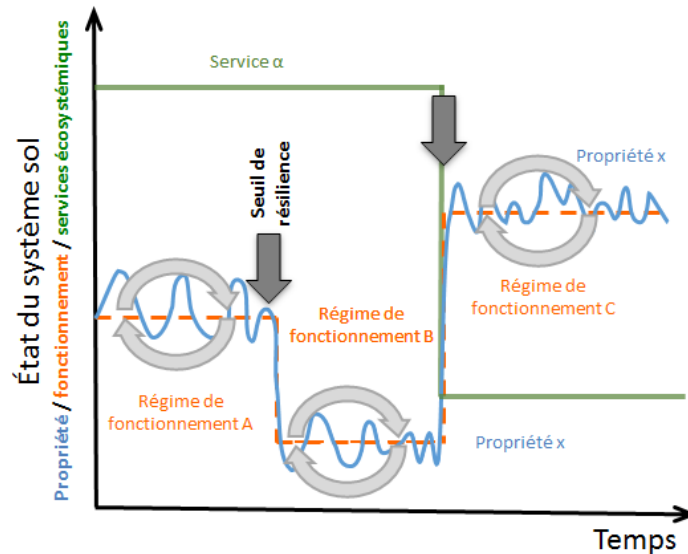 État du système sol
Propriété / fonctionnement / services écosystémiques
Service α
Seuil de
résilience
Propriété x
Régime de
fonctionnement A
Régime de
fonctionnement B
Régime de
fonctionnement C
Propriété x
Temps